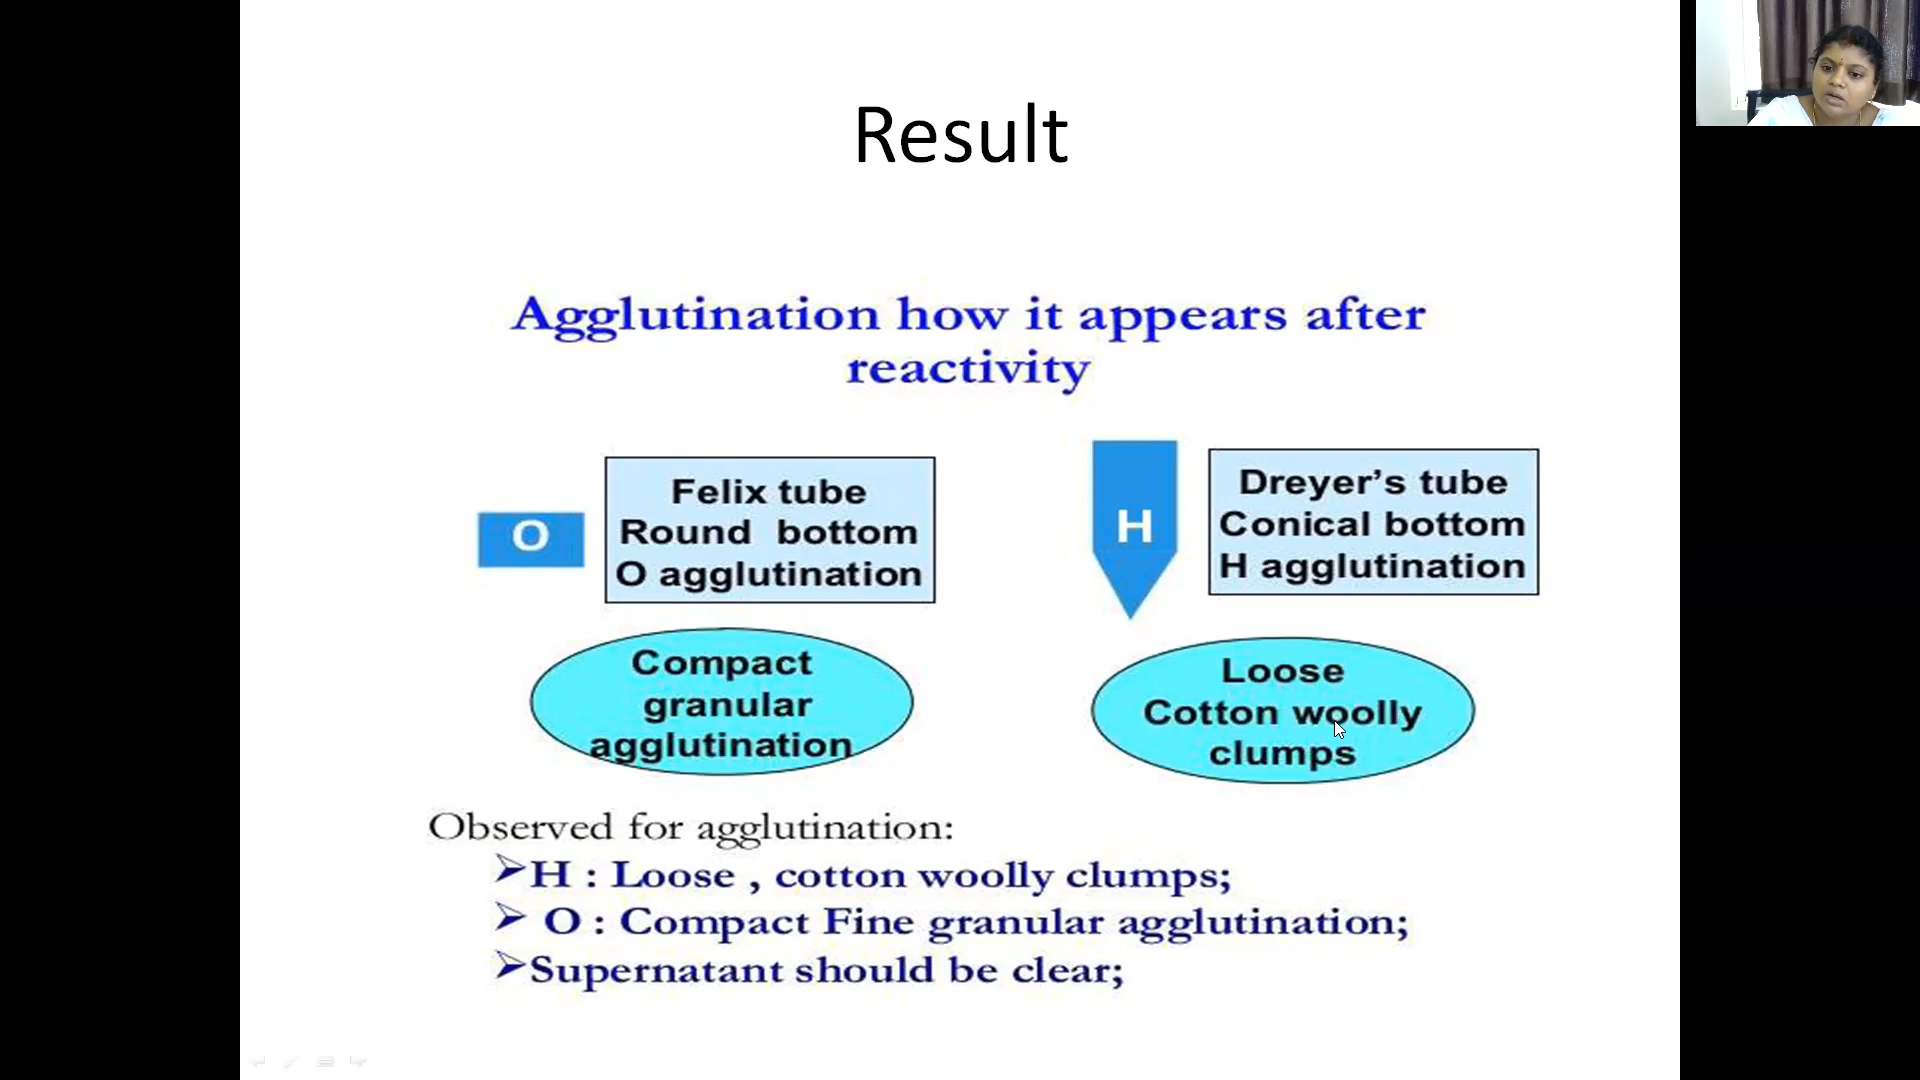 Result
Agglutination how it appears after
reactivity
O
Felix tube
Round bottom
O agglutination
H
Dreyer's tube
Conical bottom
H agglutination
Compact
granular
agglutination
Loose
Cotton woolly
clumps
Observed for agglutination:
➢H : Loose , cotton woolly clumps;
➢ O : Compact Fine granular agglutination;
➢Supernatant should be clear;